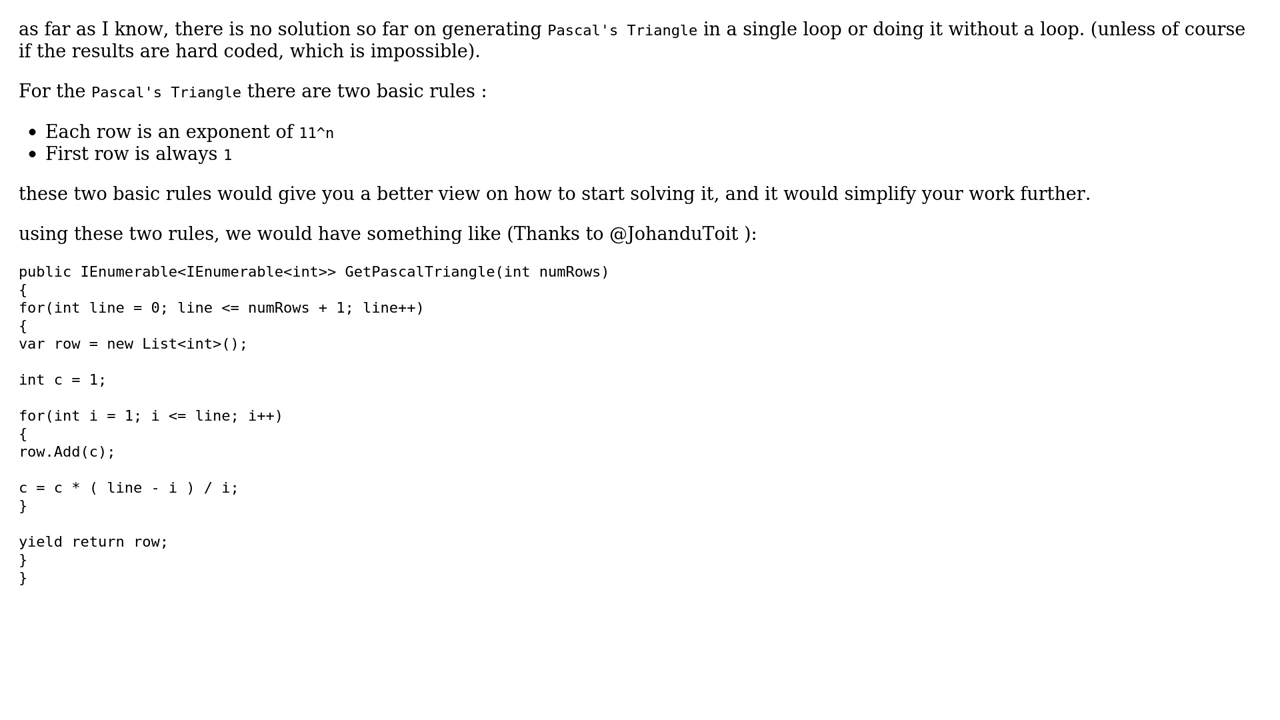 as far as I know, there is no solution so far on generating Pascal's Triangle in a single loop or doing it without a loop. (unless of course
if the results are hard coded, which is impossible).
For the Pascal's Triangle there are two basic rules :
• Each row is an exponent of 11^n
• First row is always 1
these two basic rules would give you a better view on how to start solving it, and it would simplify your work further.
using these two rules, we would have something like (Thanks to @JohanduToit ):
public IEnumerable<IEnumerable<int>> GetPascalTriangle(int numRows)
{
for(int line = 0; line <= numRows + 1; line++)
{
var row = new List<int>();
int c = 1;
for(int i = 1; i <= line; i++)
{
row.Add(c);
c = c * ( line - i ) / i;
}
yield return row;
}
}